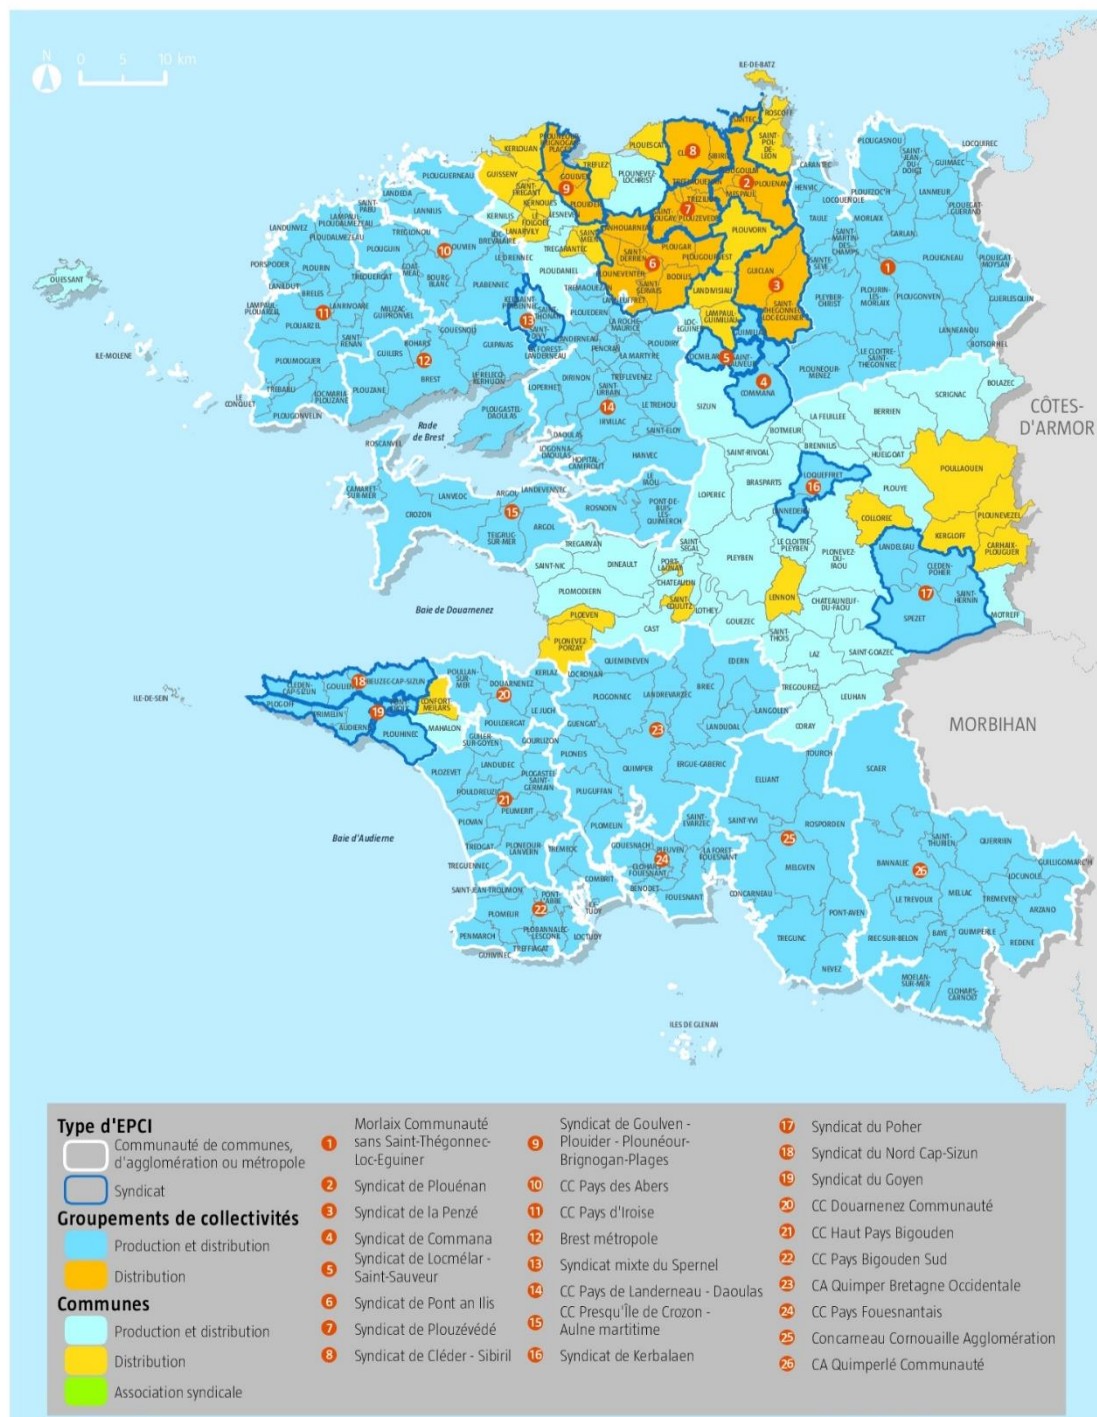 N
0 5 10 km
ILE-DE-BATZ
ROSCOFF
SANTEC
SAINT-
POL-
DE-
LEON
SIBIRIL
PLOUESCAT
PLOUNEVEZ-
LOCHRIST
TREFLEZ
KERLOUAN
GUISSENY
GOULVEN
PLOUIDER
SAINT-
FREGANT
KERNOUES
LESNEVEN
LE
FOLGOET
LANARVILY
KERNILIS
TREGARANTEC
PLOUDANIEL
PLOUGUERNEAU
LANDEDA
LANNILIS
SAINT-
PABU
LAMPAUL-
PLOUDALMEZEAU
LANDUNVEZ
PLOUDALMEZEAU
TREGLONOU
PLOUGUIN
LOC-
BREVALAIRE
LE DRENNEC
PORSPODER
PLOURIN
TREOUERGAT
COAT-
MEAL
BOURG-
BLANC
PLABENNEC
LANILDUT
BRELES
LANRIVOARE
MILIZAC-
GUIPRONVEL
LAMPAUL-
PLOUARZEL
PLOUARZEL
SAINT-
RENAN
GOUESNOU
GUIPAVAS
BOHARS
GUILERS
BREST
LE RELECQ-
KERHUON
PLOUMOGUER
TREBABU
LOCMARIA-
PLOUZANE
PLOUZANE
PLOUGONVELIN
LE
CONQUET
OUESSANT
ILE-MOLENE
PLOUGASTEL-
DAOULAS
Rade
de Brest
PLOUENAN
PLOUVORN
PLOUGAR
PLOUGOURVEST
BODILIS
SAINT-
DERRIEN
PLOUNEVENTER
SAINT-
SERVAIS
LANHOUARNEAU
LANDIVISIAU
LAMPAUL-
GUIMILIAU
GUICLAN
SAINT-
THEGONNEC-
LOC-EGUINER
LOC-
EGUINER
COMMANA
TREMAOUEZAN
PLOUEDERN
LA ROCHE-
MAURICE
PLOUDIRY
PENCRAN
LA MARTYRE
DIRINON
TREFLEVENEZ
LOPERHET
SAINT-
URBAIN
LE TREHOU
IRVILLAC
SAINT-ELOY
DAOULAS
LOGONNA-
DAOULAS
HOPITAL-
CAMFROUT
HANVEC
SIZUN
CARANTEC
HENVIC
TAULE
LOCQUENOLE
PLOUGASNOU
SAINT-
JEAN-
DU-
DOIGT
GUIMAEC
LOCQUIREC
PLOUEZOC'H
LANMEUR
PLOUEGAT-
GUERAND
MORLAIX
GARLAN
SAINT-
MARTIN-
DES-
CHAMPS
SAINTE-
SEVE
PLOUIGNEAU
PLOUEGAT-
MOYSAN
PLEYBER-
CHRIST
PLOURIN-
LES-
MORLAIX
PLOUGONVEN
GUERLESQUIN
LANNEANOU
BOTSORHEL
LE CLOITRE-
SAINT-
THEGONNEC
PLOUNEOUR-
MENEZ
CÔTES-
D'ARMOR
BOLAZEC
SCRIGNAC
BERRIEN
LA FEUILLEE
BOTMEUR
BRENNILIS
HUELGOAT
SAINT-RIVOAL
BRASPARTS
LOPEREC
LOQUEFFRET
PLOUYE
POULLAOUEN
COLLOREC
PLOUNEVEZEL
KERGLOFF
CARHAIX-
PLOUGUER
LANDELEAU
CLEDEN-
POHER
SAINT-
HERNIN
SPEZET
MOTREFF
ROSCANVEL
CAMARET-
SUR-MER
LANVEOC
CROZON
ARGOL
LANDEVENNEC
TELGRUC-
SUR-MER
ARGOL
ROSNOEN
LE
FAOU
PONT-DE-
BUIS-
LES-
QUIMERCH
TREGARVAN
SAINT-
SEGAL
SAINT-NIC
DINEAULT
PORT-
LAUNAY
CHATEAULIN
SAINT-
COULITZ
PLOMODIERN
PLOEVEN
PLONEVEZ-
PORZAY
CAST
LOTHEY
GOUEZEC
PLEYBEN
LE CLOITRE-
PLEYBEN
LENNON
PLONEVEZ-
DU-
FAOU
CHATEAUNEUF-
DU-FAOU
SAINT-
THOIS
LAZ
SAINT-GOAZEC
TREGOUREZ
LEUHAN
CORAY
Baie de Douarnenez
ILE-DE-SEIN
CLEDEN-
CAP-SIZUN
GOULIEN
BEUZEC-CAP-SIZUN
PLOGOFF
PRIMELIN
AUDIERNE
PLOUHINEC
CONFORT-
MEILARS
MAHALON
POULLAN-
SUR-
MER
DOUARNENEZ
KERLAZ
LOCRONAN
LE JUCH
POULDERGAT
GUILER-
SUR-GOYEN
GOURLIZON
QUEMENEVEN
EDERN
PLOGONNEC
LANDREVARZEC
BRIEC
LANGOLEN
LANDUDAL
GUENGAT
PLONEIS
QUIMPER
ERGUE-GABERIC
PLUGUFFAN
PLOMELIN
SAINT-
EVARZEC
MORBIHAN
PLOZEVET
LANDUDEC
PLOGASTEL-
SAINT-
GERMAIN
POULDREUZIC
PEUMERIT
PLOVAN
TREOGAT
PLONEOUR-
LANVERN
TREMEOC
TREGUENNEC
SAINT-JEAN-TROLIMON
PONT-
L'ABBE
COMBRIT
PLOMEUR
PLOBANNALEC-
LESCONIL
LOCTUDY
ILE-
TUDY
PENMARCH
TREFFIAGAT
GUILVINEC
Baie d'Audierne
GOUESNACH
PLEUVEN
CLOHARS-
FOUESNANT
BENODET
FOUESNANT
LA FORET-
FOUESNANT
ELLIANT
TOURCH
SAINT-YVI
ROSPORDEN
MELGVEN
CONCARNEAU
PONT-AVEN
TREGUNC
NEVEZ
SCAER
SAINT-
THURIEN
QUERRIEN
BANNALEC
GUILLIGOMARC'H
LOCUNOLE
MELLAC
TREMEVEN
ARZANO
LE TREVOUX
RIEC-SUR-BELON
BAYE
QUIMPERLE
REDENE
MOELAN-
SUR-MER
CLOHARS-
CARNOET
ILES DE GLENAN
Type d'EPCI
Communauté de communes,
d'agglomération ou métropole
Syndicat
Groupements de collectivités
Production et distribution
Distribution
Communes
Production et distribution
Distribution
Association syndicale
1 Morlaix Communauté
sans Saint-Thégonnec-
Loc-Eguiner
2 Syndicat de Plouénan
3 Syndicat de la Penzé
4 Syndicat de Commana
5 Syndicat de Locmélar -
Saint-Sauveur
6 Syndicat de Pont an Ilis
7 Syndicat de Plouzévédé
8 Syndicat de Cléder - Sibiril
9 Syndicat de Goulven -
Plouider - Plounéour-
Brignogan-Plages
10 CC Pays des Abers
11 CC Pays d'Iroise
12 Brest métropole
13 Syndicat mixte du Spernel
14 CC Pays de Landerneau - Daoulas
15 CC Presqu'Île de Crozon -
Aulne martitime
16 Syndicat de Kerbalaen
17 Syndicat du Poher
18 Syndicat du Nord Cap-Sizun
19 Syndicat du Goyen
20 CC Douarnenez Communauté
21 CC Haut Pays Bigouden
22 CC Pays Bigouden Sud
23 CA Quimper Bretagne Occidentale
24 CC Pays Fouesnantais
25 Concarneau Cornouaille Agglomération
26 CA Quimperlé Communauté